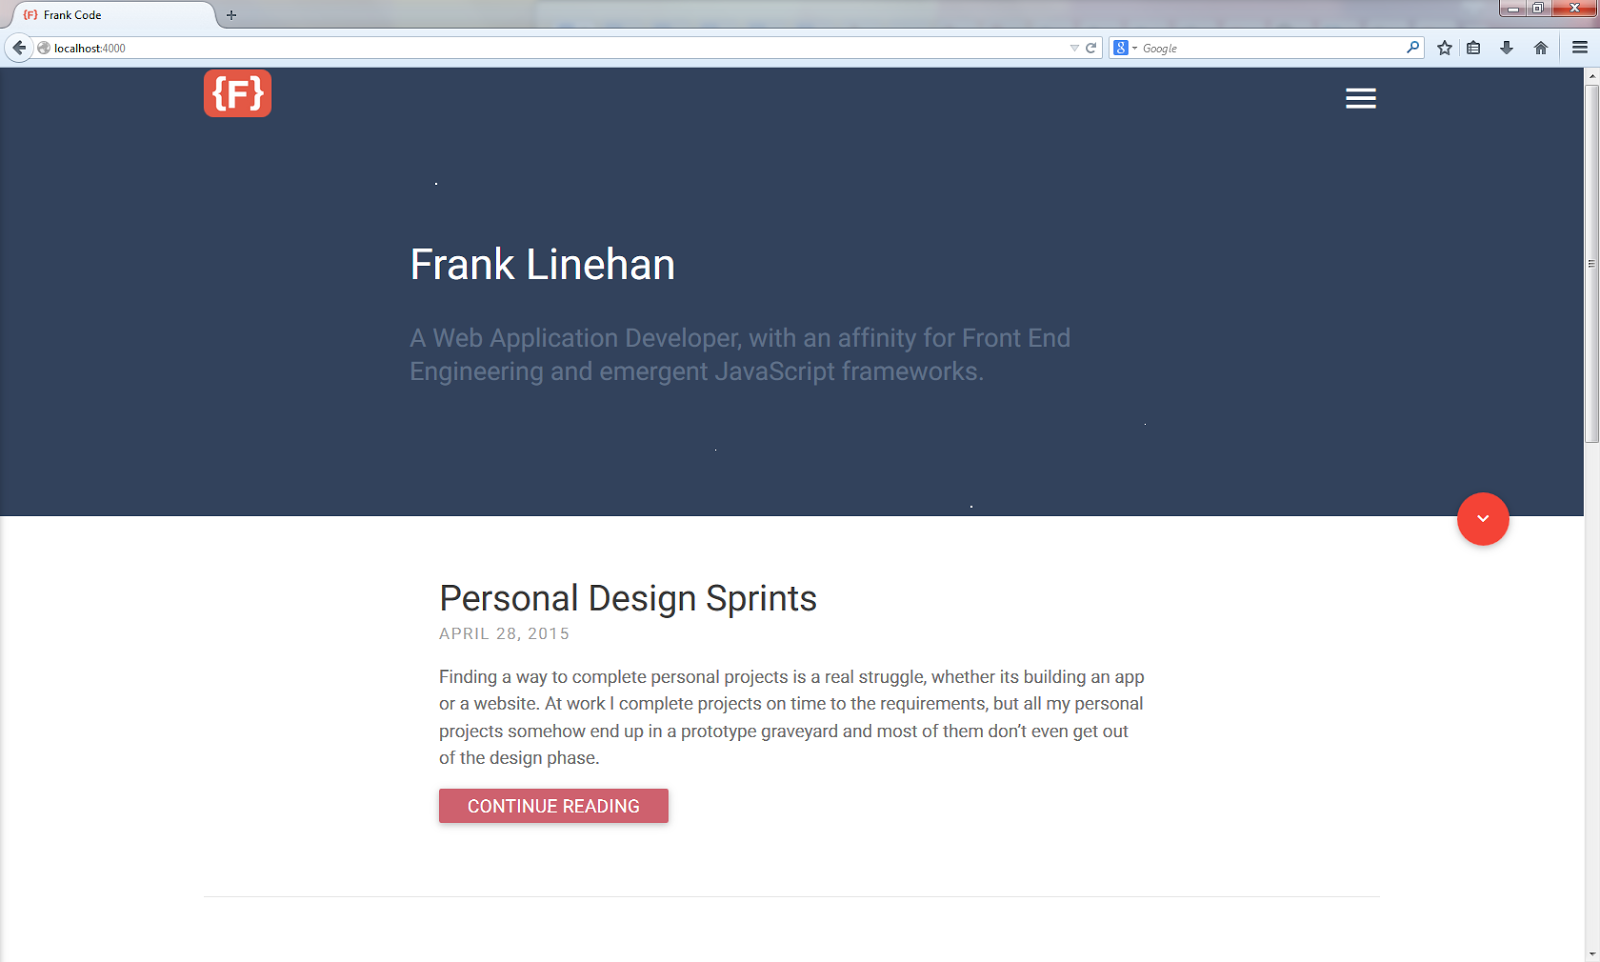 {F} Frank Code
localhost:4000
8 Google
{F}
Frank Linehan
A Web Application Developer, with an affinity for Front End
Engineering and emergent JavaScript frameworks.
Personal Design Sprints
APRIL 28, 2015
Finding a way to complete personal projects is a real struggle, whether its building an app
or a website. At work I complete projects on time to the requirements, but all my personal
projects somehow end up in a prototype graveyard and most of them don’t even get out
of the design phase.
CONTINUE READING